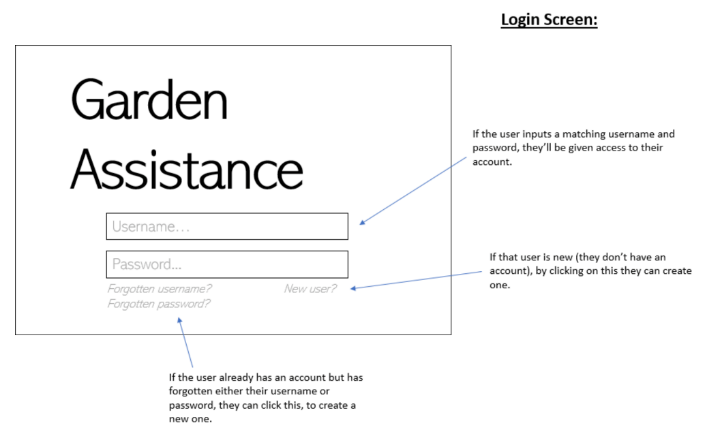 Login Screen:
Garden
Assistance
If the user inputs a matching username and
password, they'll be given access to their
account.
Username...
Password...
Forgotten username?
New user?
Forgotten password?
If that user is new (they don't have an
account), by clicking on this they can create
one.
If the user already has an account but has
forgotten either their username or
password, they can click this, to create a
new one.